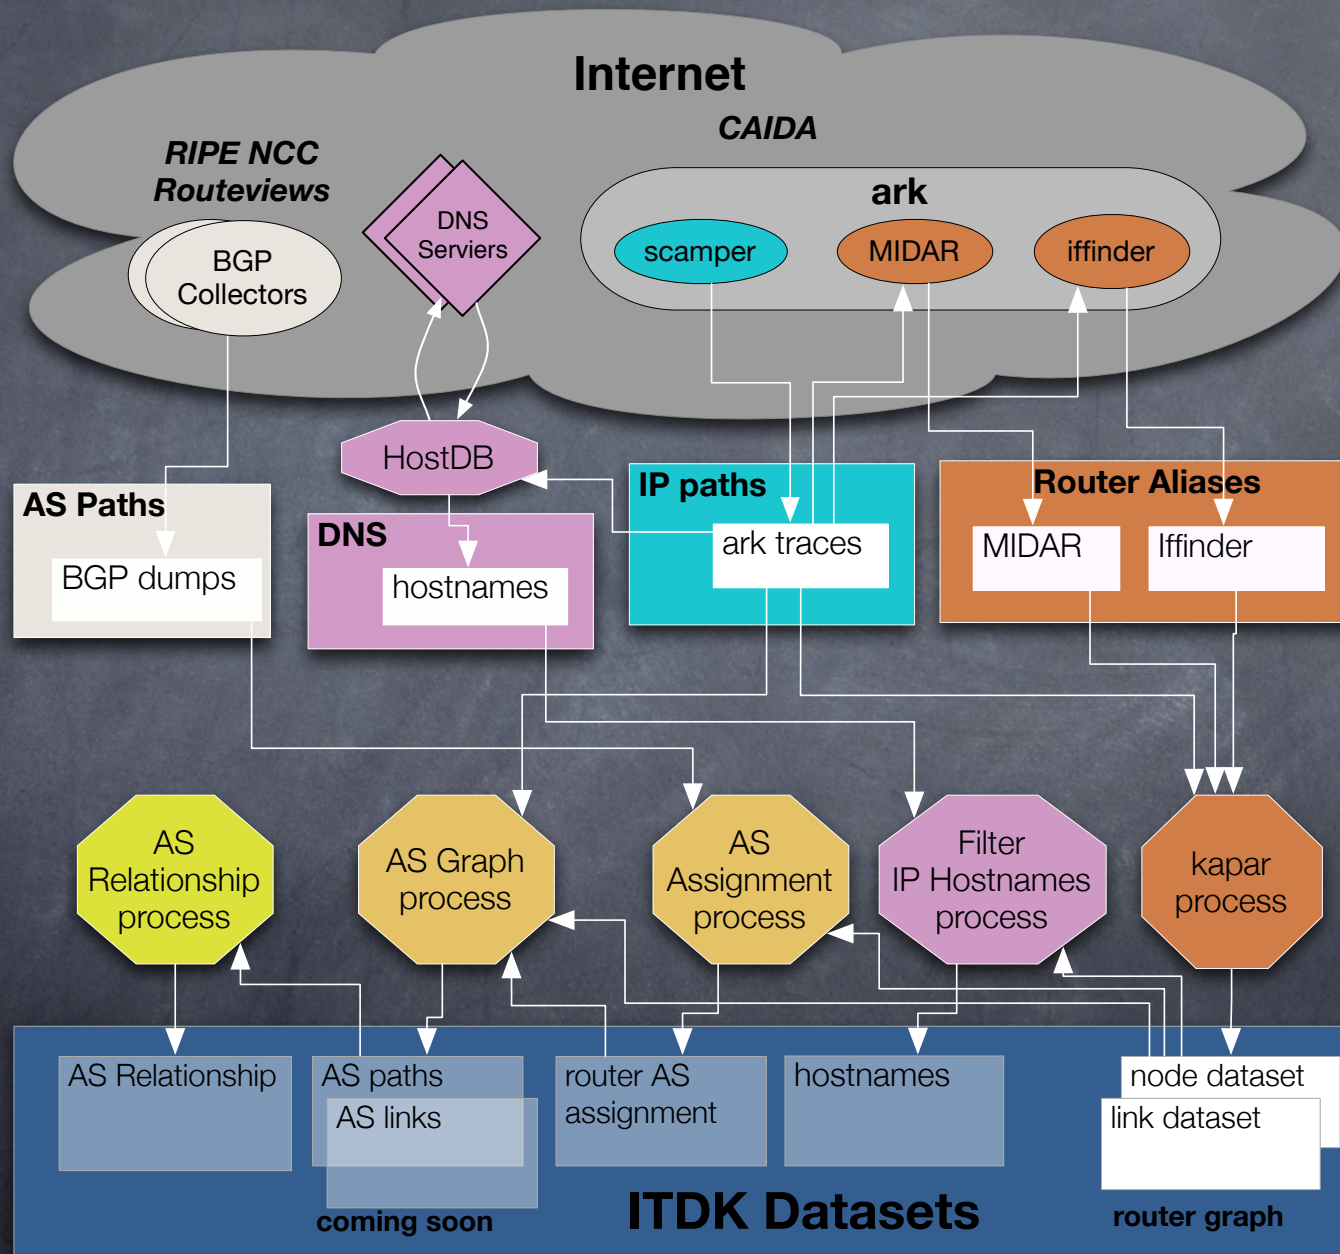 Internet
CAIDA
RIPE NCC
Routeviews
ark
DNS
Serviers
scamper
MIDAR
iffinder
BGP
Collectors
HostDB
AS Paths
BGP dumps
DNS
hostnames
IP paths
ark traces
Router Aliases
MIDAR
Iffinder
AS
Relationship
process
AS Graph
process
AS
Assignment
process
Filter
IP Hostnames
process
kapar
process
AS Relationship
AS paths
AS links
router AS
assignment
hostnames
node dataset
link dataset
coming soon
ITDK Datasets
router graph